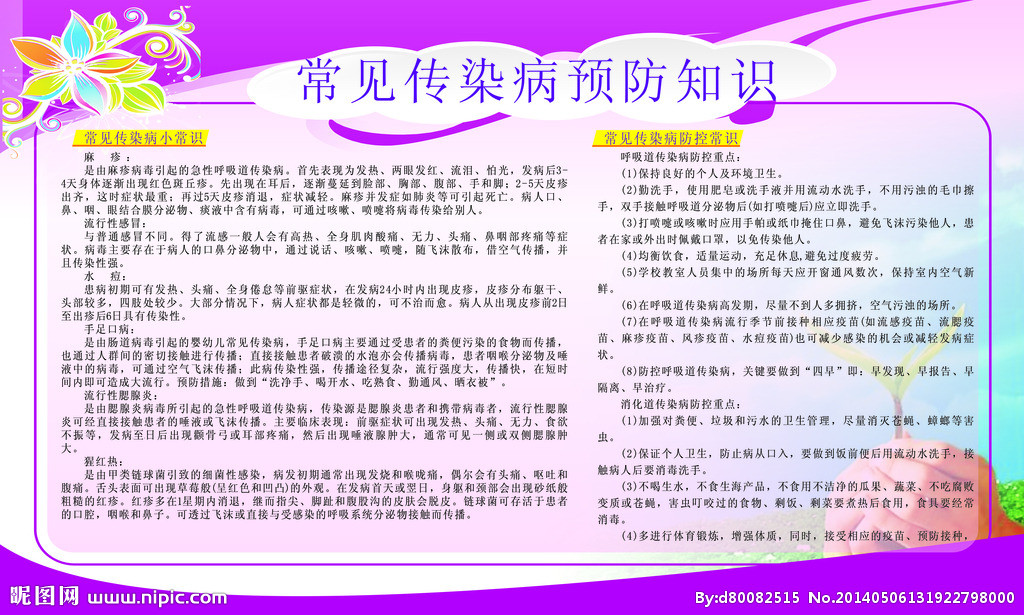 常见传染病预防知识
常见传染病小常识
麻 疹：
是由麻疹病毒引起的急性呼吸道传染病。首先表现为发热、两眼发红、流泪、怕光，发病后3-
4天身体逐渐出现红色斑丘疹。先出现在耳后，逐渐蔓延到脸部、胸部、腹部、手和脚；2-5天皮疹
出齐，这时症状最重；再过5天皮疹消退，症状减轻。麻疹并发症如肺炎等可引起死亡。病人口、
鼻、咽、眼结合膜分泌物、痰液中含有病毒，可通过咳嗽、喷嚏将病毒传染给别人。
流行性感冒：
与普通感冒不同。得了流感一般人会有高热、全身肌肉酸痛、无力、头痛、鼻咽部疼痛等症
状。病毒主要存在于病人的口鼻分泌物中，通过说话、咳嗽、喷嚏，随飞沫散布，借空气传播，并
且传染性强。
水 痘：
患病初期可有发热、头痛、全身倦怠等前驱症状，在发病24小时内出现皮疹，皮疹分布躯干、
头部较多，四肢处较少。大部分情况下，病人症状都是轻微的，可不治而愈。病人从出现皮疹前2日
至出疹后6日具有传染性。
手足口病：
是由肠道病毒引起的婴幼儿常见传染病，手足口病主要通过受患者的粪便污染的食物而传播，
也通过人群间的密切接触进行传播；直接接触患者破溃的水泡亦会传播病毒，患者咽喉分泌物及唾
液中的病毒，可通过空气飞沫传播；此病传染性强，传播途径复杂，流行强度大，传播快，在短时
间内即可造成大流行。预防措施：做到“洗净手、喝开水、吃熟食、勤通风、晒衣被”。
流行性腮腺炎：
是由腮腺炎病毒所引起的急性呼吸道传染病，传染源是腮腺炎患者和携带病毒者，流行性腮腺
炎可经直接接触患者的唾液或飞沫传播。主要临床表现：前驱症状可出现发热、头痛、无力、食欲
不振等，发病至日后出现颧骨弓或耳部疼痛，然后出现唾液腺肿大，通常可见一侧或双侧腮腺肿
大。
猩红热：
是由甲类链球菌引致的细菌性感染，病发初期通常出现发烧和喉咙痛，偶尔会有头痛、呕吐和
腹痛。舌头表面可出现草莓般(呈红色和凹凸)的外观。在发病首天或翌日，身躯和颈部会出现砂纸般
粗糙的红疹。红疹多在1星期内消退，继而指尖、脚趾和腹股沟的皮肤会脱皮。链球菌可存活于患者
的口腔，咽喉和鼻子。可透过飞沫或直接与受感染的呼吸系统分泌物接触而传播。
常见传染病防控常识
呼吸道传染病防控重点：
(1)保持良好的个人及环境卫生。
(2)勤洗手，使用肥皂或洗手液并用流动水洗手，不用污浊的毛巾擦
手，双手接触呼吸道分泌物后(如打喷嚏后)应立即洗手。
(3)打喷嚏或咳嗽时应用手帕或纸巾掩住口鼻，避免飞沫污染他人，患
者在家或外出时佩戴口罩，以免传染他人。
(4)均衡饮食，适量运动，充足休息,避免过度疲劳。
(5)学校教室人员集中的场所每天应开窗通风数次，保持室内空气新
鲜。
(6)在呼吸道传染病高发期，尽量不到人多拥挤，空气污浊的场所。
(7)在呼吸道传染病流行季节前接种相应疫苗(如流感疫苗、流腮疫
苗、麻疹疫苗、风疹疫苗、水痘疫苗)也可减少感染的机会或减轻发病症
状。
(8)防控呼吸道传染病，关键要做到“四早”即：早发现、早报告、早
隔离、早治疗。
消化道传染病防控重点：
(1)加强对粪便、垃圾和污水的卫生管理，尽量消灭苍蝇、蟑螂等害
虫。
(2)保证个人卫生，防止病从口入，要做到饭前便后用流动水洗手，接
触病人后要消毒洗手。
(3)不喝生水，不食生海产品，不食用不洁净的瓜果、蔬菜、不吃腐败
变质或苍蝇，害虫叮咬过的食物、剩饭、剩菜要煮热后食用，食具要经常
消毒。
(4)多进行体育锻炼，增强体质，同时，接受相应的疫苗、预防接种，
昵图网 www.nipic.com
By:d80082515 No.20140506131922798000